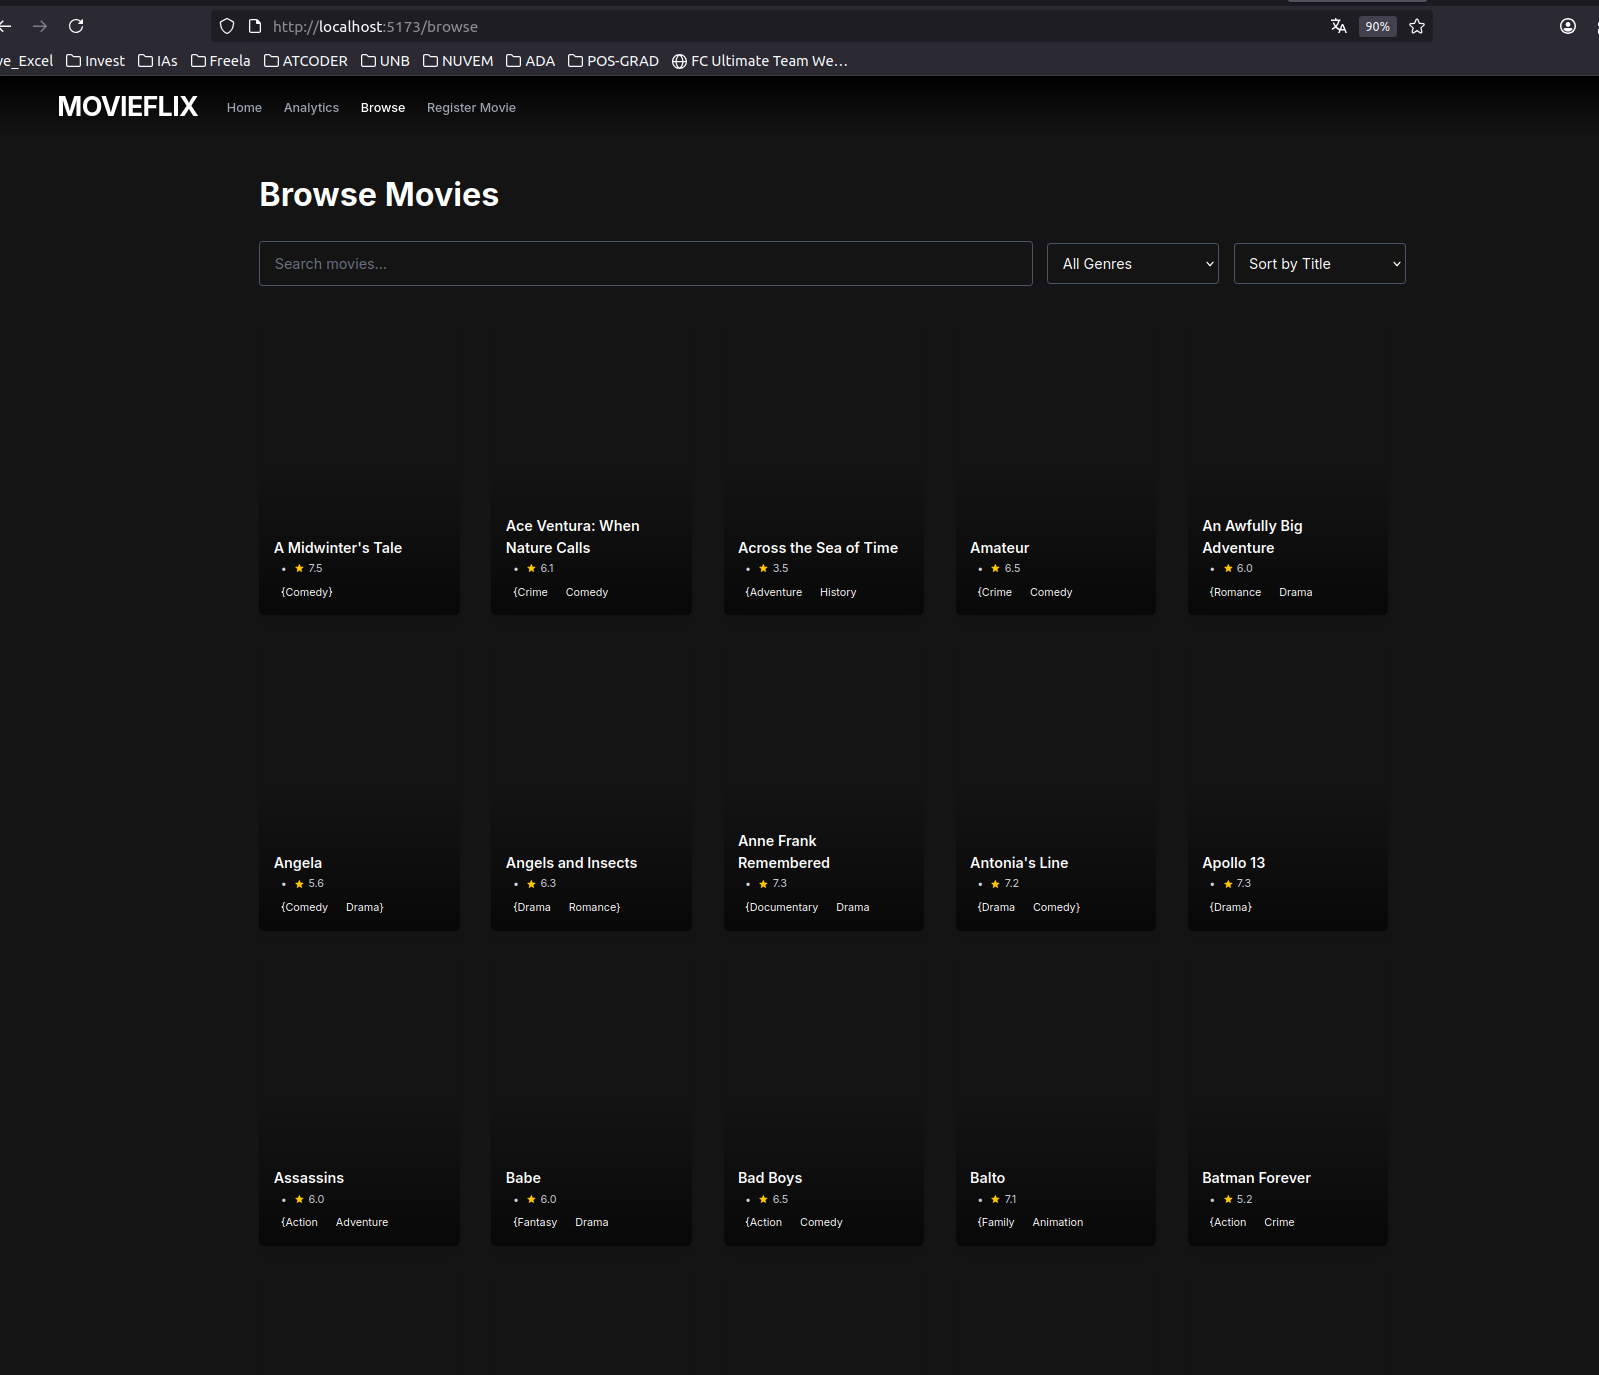 http://localhost:5173/browse
90%
ve_Excel Invest IAs Freela ATCODER UNB NUVEM ADA POS-GRAD FC Ultimate Team We...
MOVIEFLIX Home Analytics Browse Register Movie
Browse Movies
Search movies...
All Genres
Sort by Title
A Midwinter's Tale
• ★ 7.5
{Comedy}
Ace Ventura: When
Nature Calls
• ★ 6.1
{Crime Comedy
Across the Sea of Time
• ★ 3.5
{Adventure History
Amateur
• ★ 6.5
{Crime Comedy
An Awfully Big
Adventure
• ★ 6.0
{Romance Drama
Angela
• ★ 5.6
{Comedy Drama}
Angels and Insects
• ★ 6.3
{Drama Romance}
Anne Frank
Remembered
• ★ 7.3
{Documentary Drama
Antonia's Line
• ★ 7.2
{Drama Comedy}
Apollo 13
• ★ 7.3
{Drama}
Assassins
• ★ 6.0
{Action Adventure
Babe
• ★ 6.0
{Fantasy Drama
Bad Boys
• ★ 6.5
{Action Comedy
Balto
• ★ 7.1
{Family Animation
Batman Forever
• ★ 5.2
{Action Crime